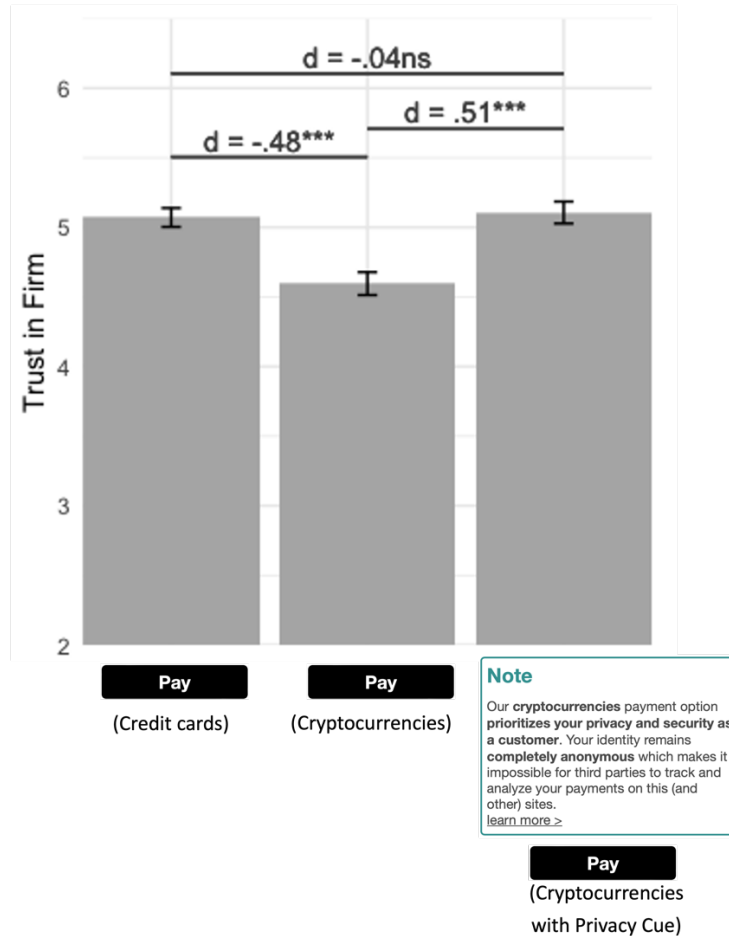 d = -.04ns
6
d = .51***
d = -.48***
5
Trust in Firm
4
3
2
Pay
(Credit cards)
Pay
(Cryptocurrencies)
Note
Our cryptocurrencies payment option
prioritizes your privacy and security as
a customer. Your identity remains
completely anonymous which makes it
impossible for third parties to track and
analyze your payments on this (and
other) sites.
learn more >
Pay
(Cryptocurrencies
with Privacy Cue)